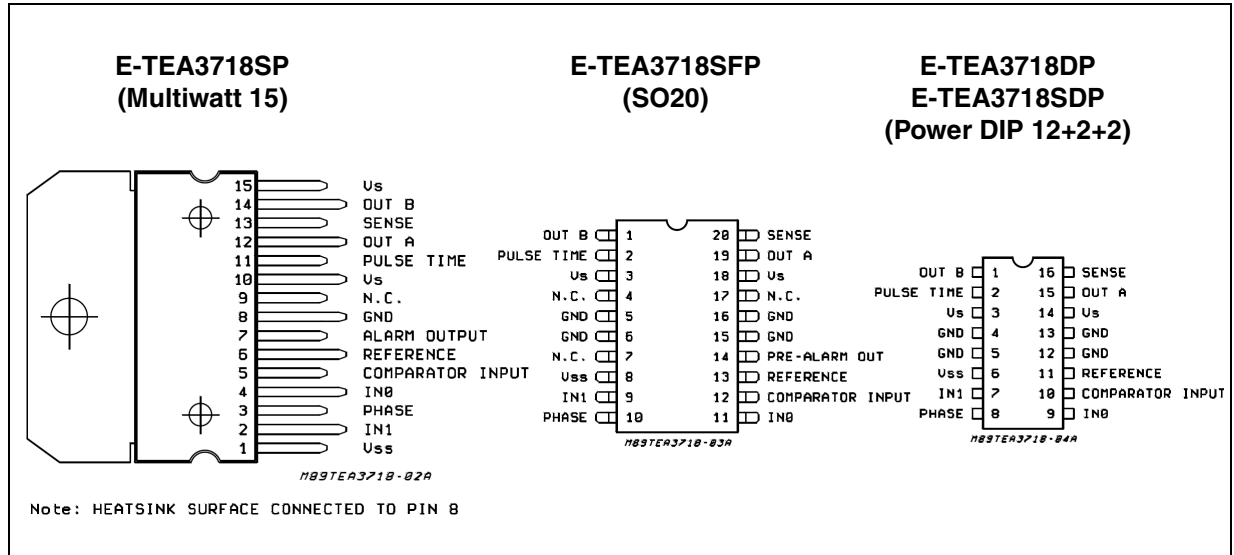 E-TEA3718SP
(Multiwatt 15)
E-TEA3718SFP
(SO20)
E-TEA3718DP
E-TEA3718SDP
(Power DIP 12+2+2)
15 Vs
14 OUT B
13 SENSE
12 OUT A
11 PULSE TIME
10 Vs
9 N.C.
8 GND
7 ALARM OUTPUT
6 REFERENCE
5 COMPARATOR INPUT
4 IN0
3 PHASE
2 IN1
1 Vss
M89TEA3718-02A
OUT B 1 20 SENSE
PULSE TIME 2 19 OUT A
Vs 3 18 Vs
N.C. 4 17 N.C.
GND 5 16 GND
GND 6 15 GND
N.C. 7 14 PRE-ALARM OUT
Vss 8 13 REFERENCE
IN1 9 12 COMPARATOR INPUT
PHASE 10 11 IN0
M89TEA3718-03A
OUT B 1 16 SENSE
PULSE TIME 2 15 OUT A
Vs 3 14 Vs
GND 4 13 GND
GND 5 12 GND
Vss 6 11 REFERENCE
IN1 7 10 COMPARATOR INPUT
PHASE 8 9 IN0
M89TEA3718-04A
Note: HEATSINK SURFACE CONNECTED TO PIN 8